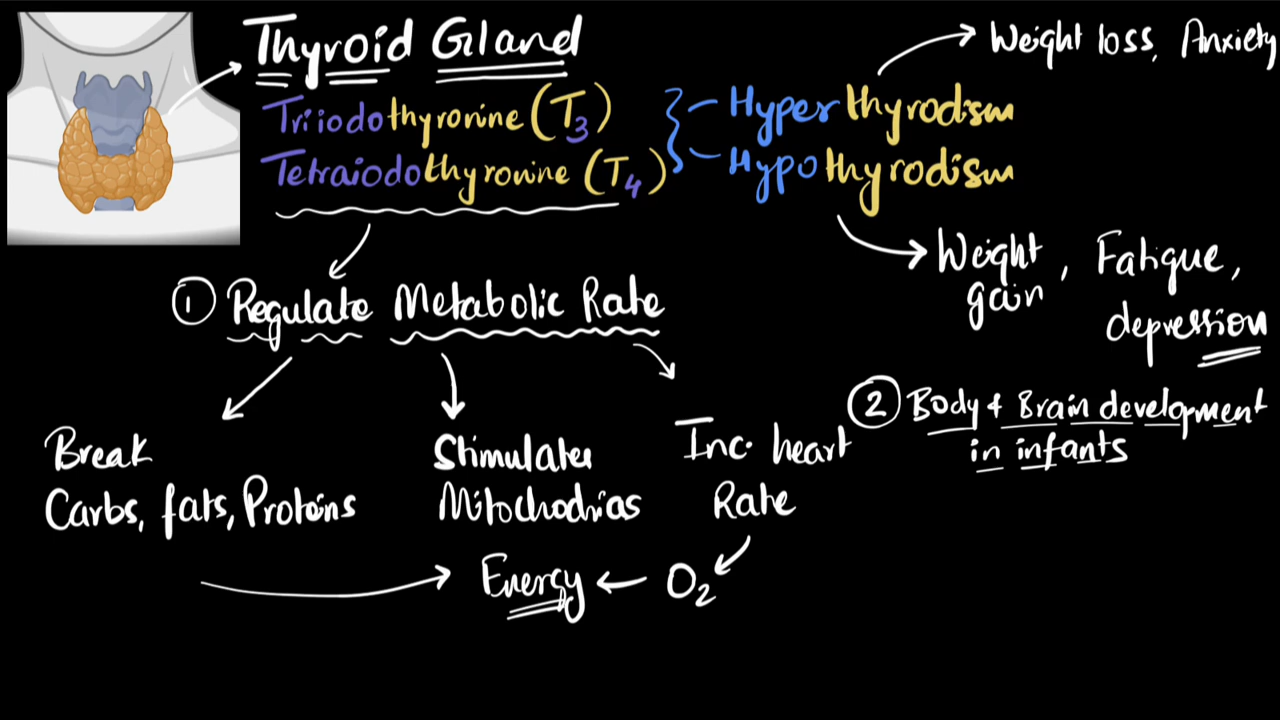 Thyroid Gland
Weight loss, Anxiety
Triiodothyronine (T3)
Tetraiodothyronine (T4)
Hyperthyrodism
Hypothyrodism
Weight gain, Fatigue,
depression
① Regulate Metabolic Rate
② Body & Brain development
in infants
Break
Carbs, fats, Proteins
Stimulates
Mitochodrias
Inc. heart
Rate
Energy ← O2